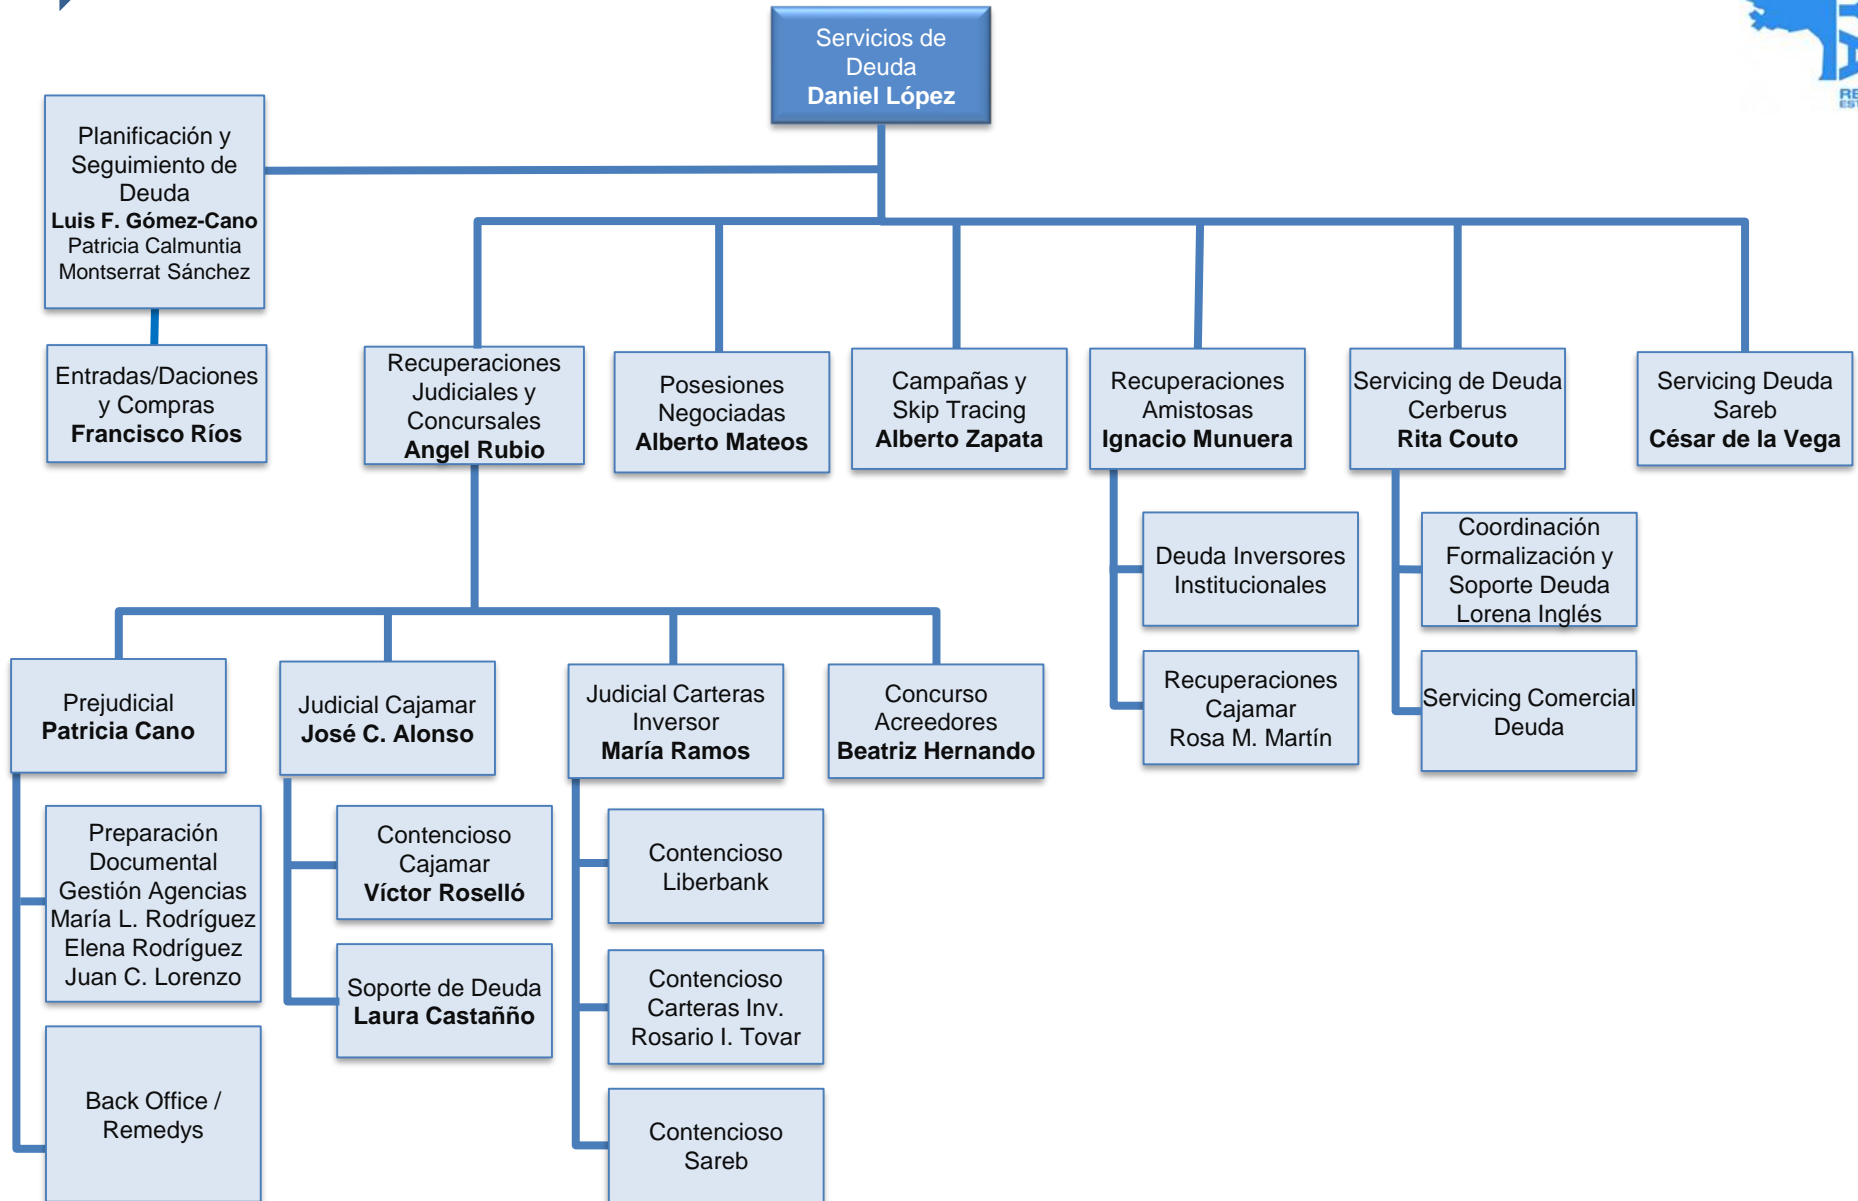 Servicios de
Deuda
Daniel López
RE
EST
Planificación y
Seguimiento de
Deuda
Luis F. Gómez-Cano
Patricia Calmuntia
Montserrat Sánchez
Entradas/Daciones
y Compras
Francisco Ríos
Recuperaciones
Judiciales y
Concursales
Angel Rubio
Posesiones
Negociadas
Alberto Mateos
Campañas y
Skip Tracing
Alberto Zapata
Recuperaciones
Amistosas
Ignacio Munuera
Servicing de Deuda
Cerberus
Rita Couto
Servicing Deuda
Sareb
César de la Vega
Deuda Inversores
Institucionales
Recuperaciones
Cajamar
Rosa M. Martín
Coordinación
Formalización y
Soporte Deuda
Lorena Inglés
Servicing Comercial
Deuda
Prejudicial
Patricia Cano
Judicial Cajamar
José C. Alonso
Judicial Carteras
Inversor
María Ramos
Concurso
Acreedores
Beatriz Hernando
Preparación
Documental
Gestión Agencias
María L. Rodríguez
Elena Rodríguez
Juan C. Lorenzo
Back Office /
Remedys
Contencioso
Cajamar
Víctor Roselló
Soporte de Deuda
Laura Castañño
Contencioso
Liberbank
Contencioso
Carteras Inv.
Rosario I. Tovar
Contencioso
Sareb